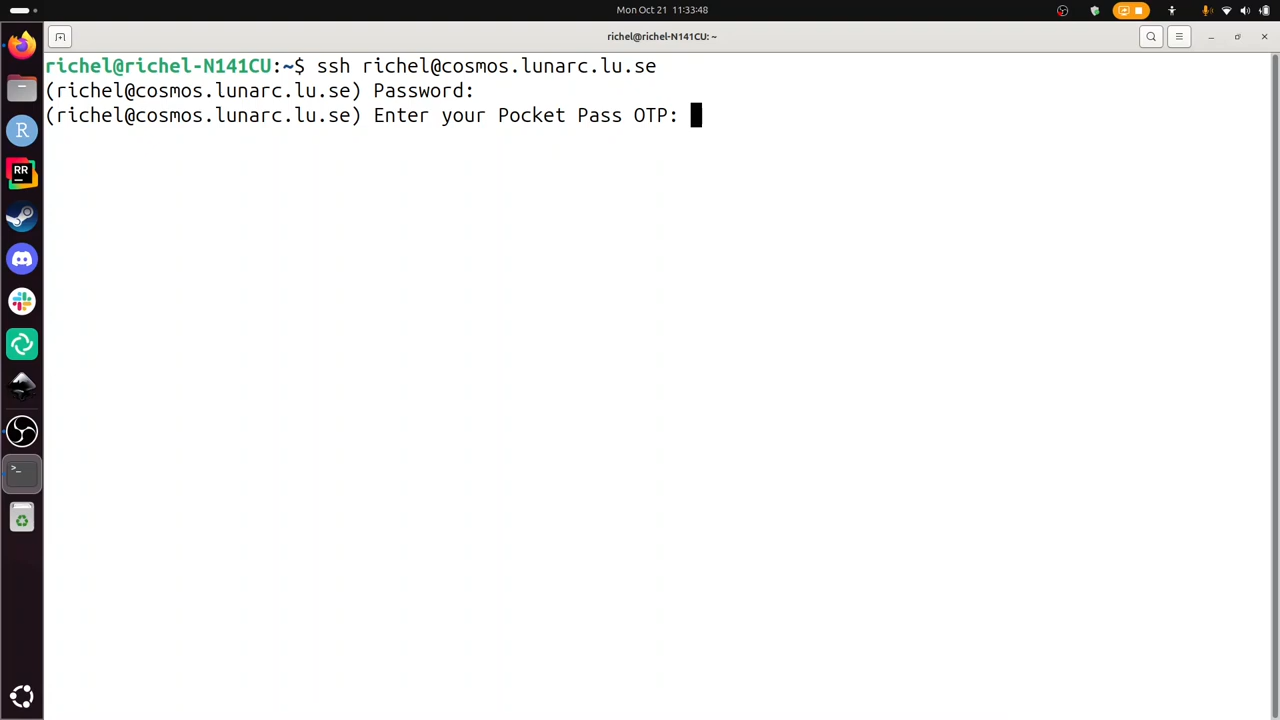 Mon Oct 21 11:33:48
richel@richel-N141CU: ~
richel@richel-N141CU:~$ ssh richel@cosmos.lunarc.lu.se
(richel@cosmos.lunarc.lu.se) Password:
(richel@cosmos.lunarc.lu.se) Enter your Pocket Pass OTP:
R
RR
>_